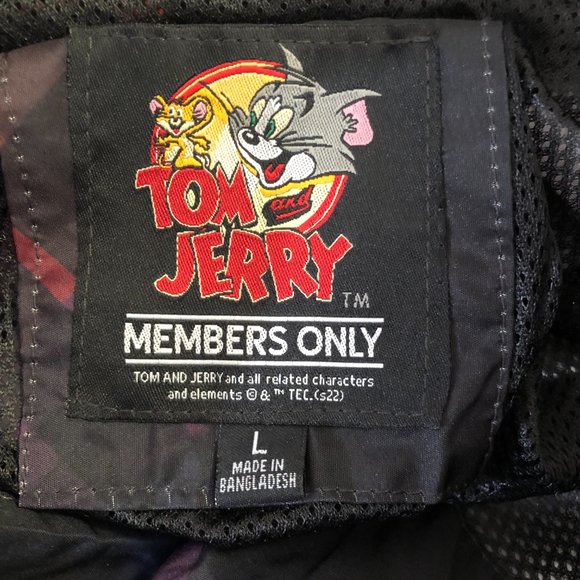 TOM and
JERRY TM
MEMBERS ONLY
TOM AND JERRY and all related characters
and elements © & ™ TEC. (s22)
L
MADE IN
BANGLADESH